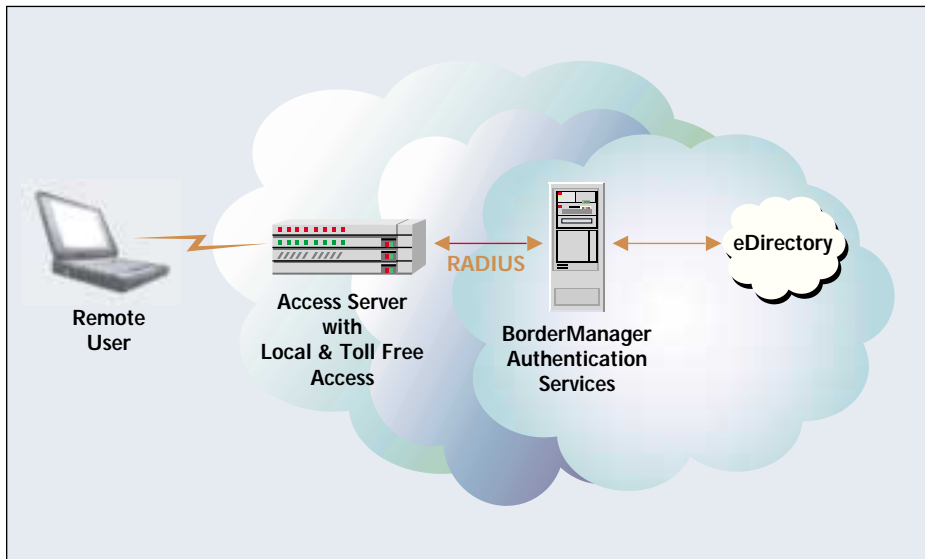 Remote
User
Access Server
with
Local & Toll Free
Access
RADIUS
BorderManager
Authentication
Services
eDirectory